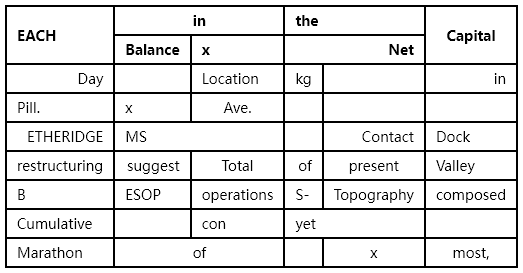 EACH in the Capital
Balance x Net
Day Location kg in
Pill. x Ave.
ETHERIDGE MS Contact Dock
restructuring suggest Total of present Valley
B ESOP operations S- Topography composed
Cumulative con yet
Marathon of x most,